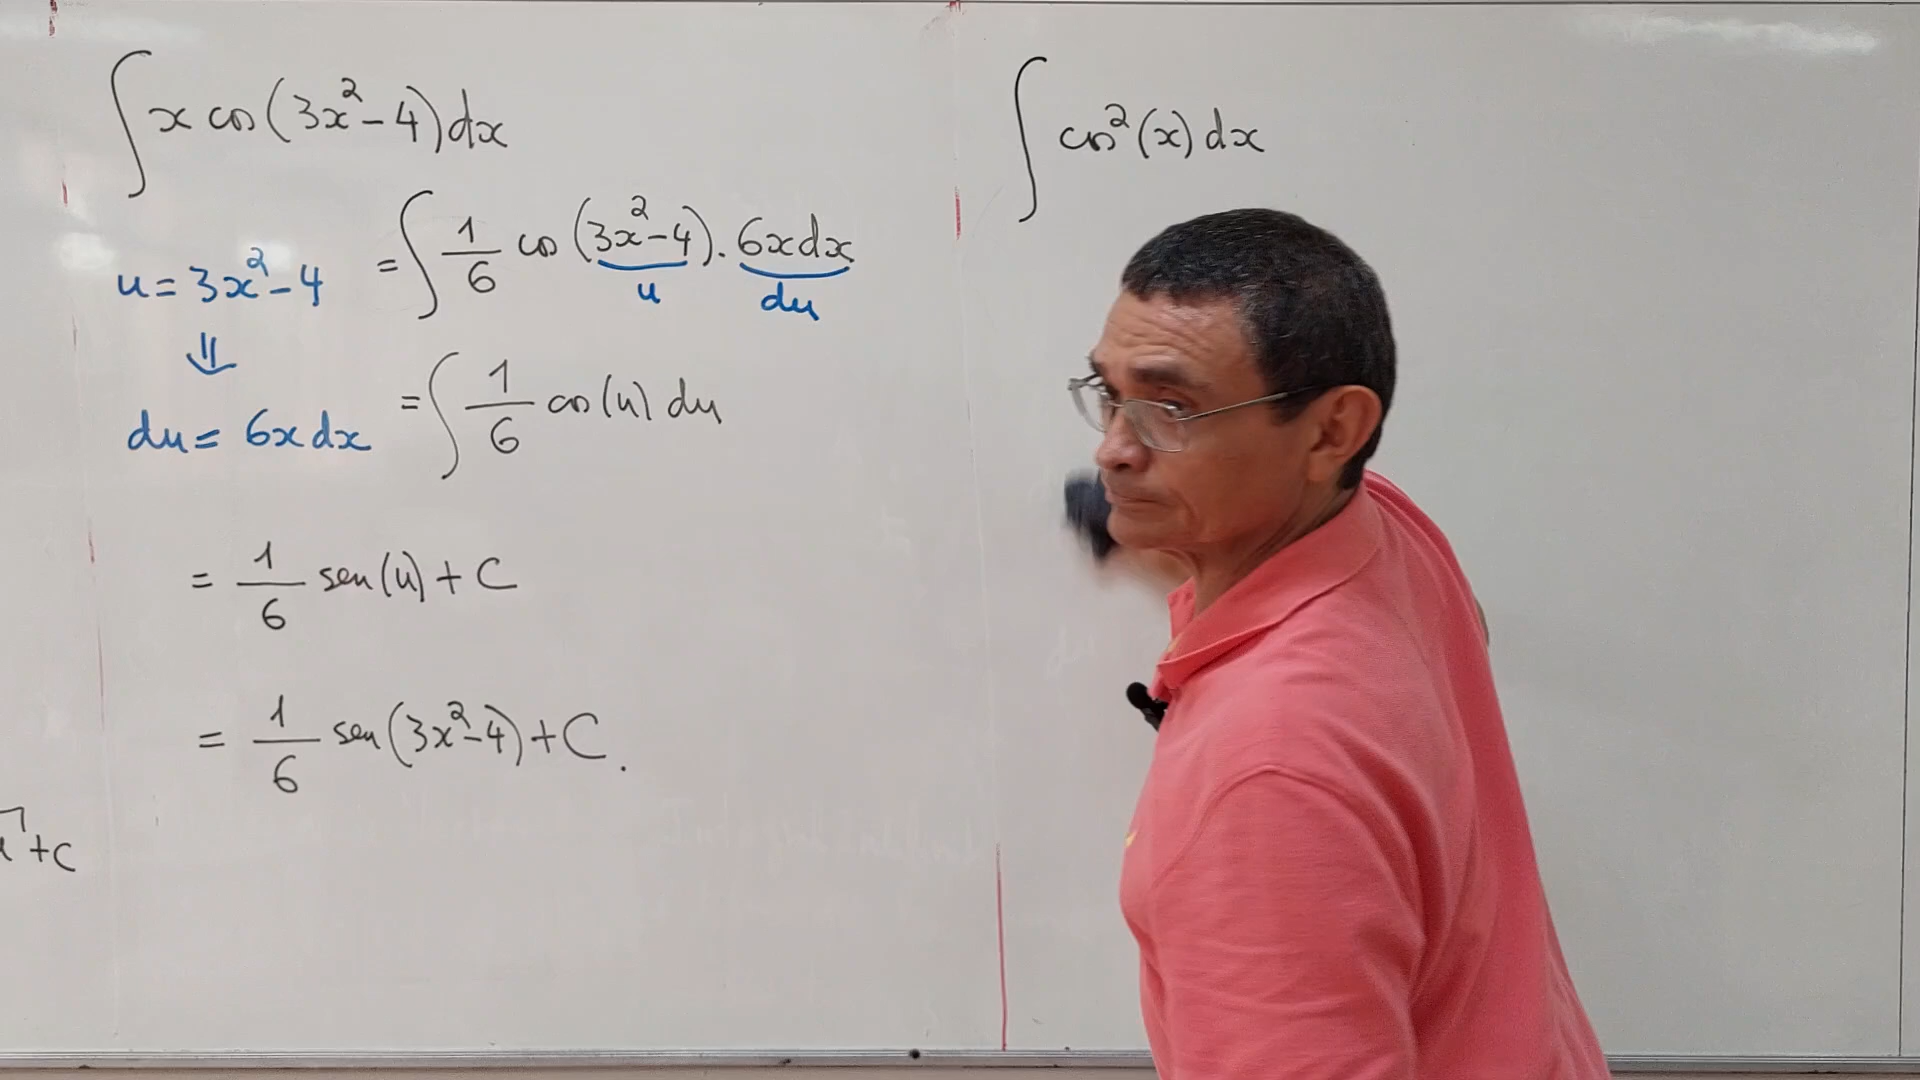 ∫ x cos(3x²-4)dx
u = 3x²-4
⇓
du = 6x dx
= ∫ 1/6 cos(3x²-4) . 6xdx
u du
= ∫ 1/6 cos(u) du
= 1/6 sen(u) + C
= 1/6 sen(3x²-4) + C.
+C
∫ cos²(x) dx